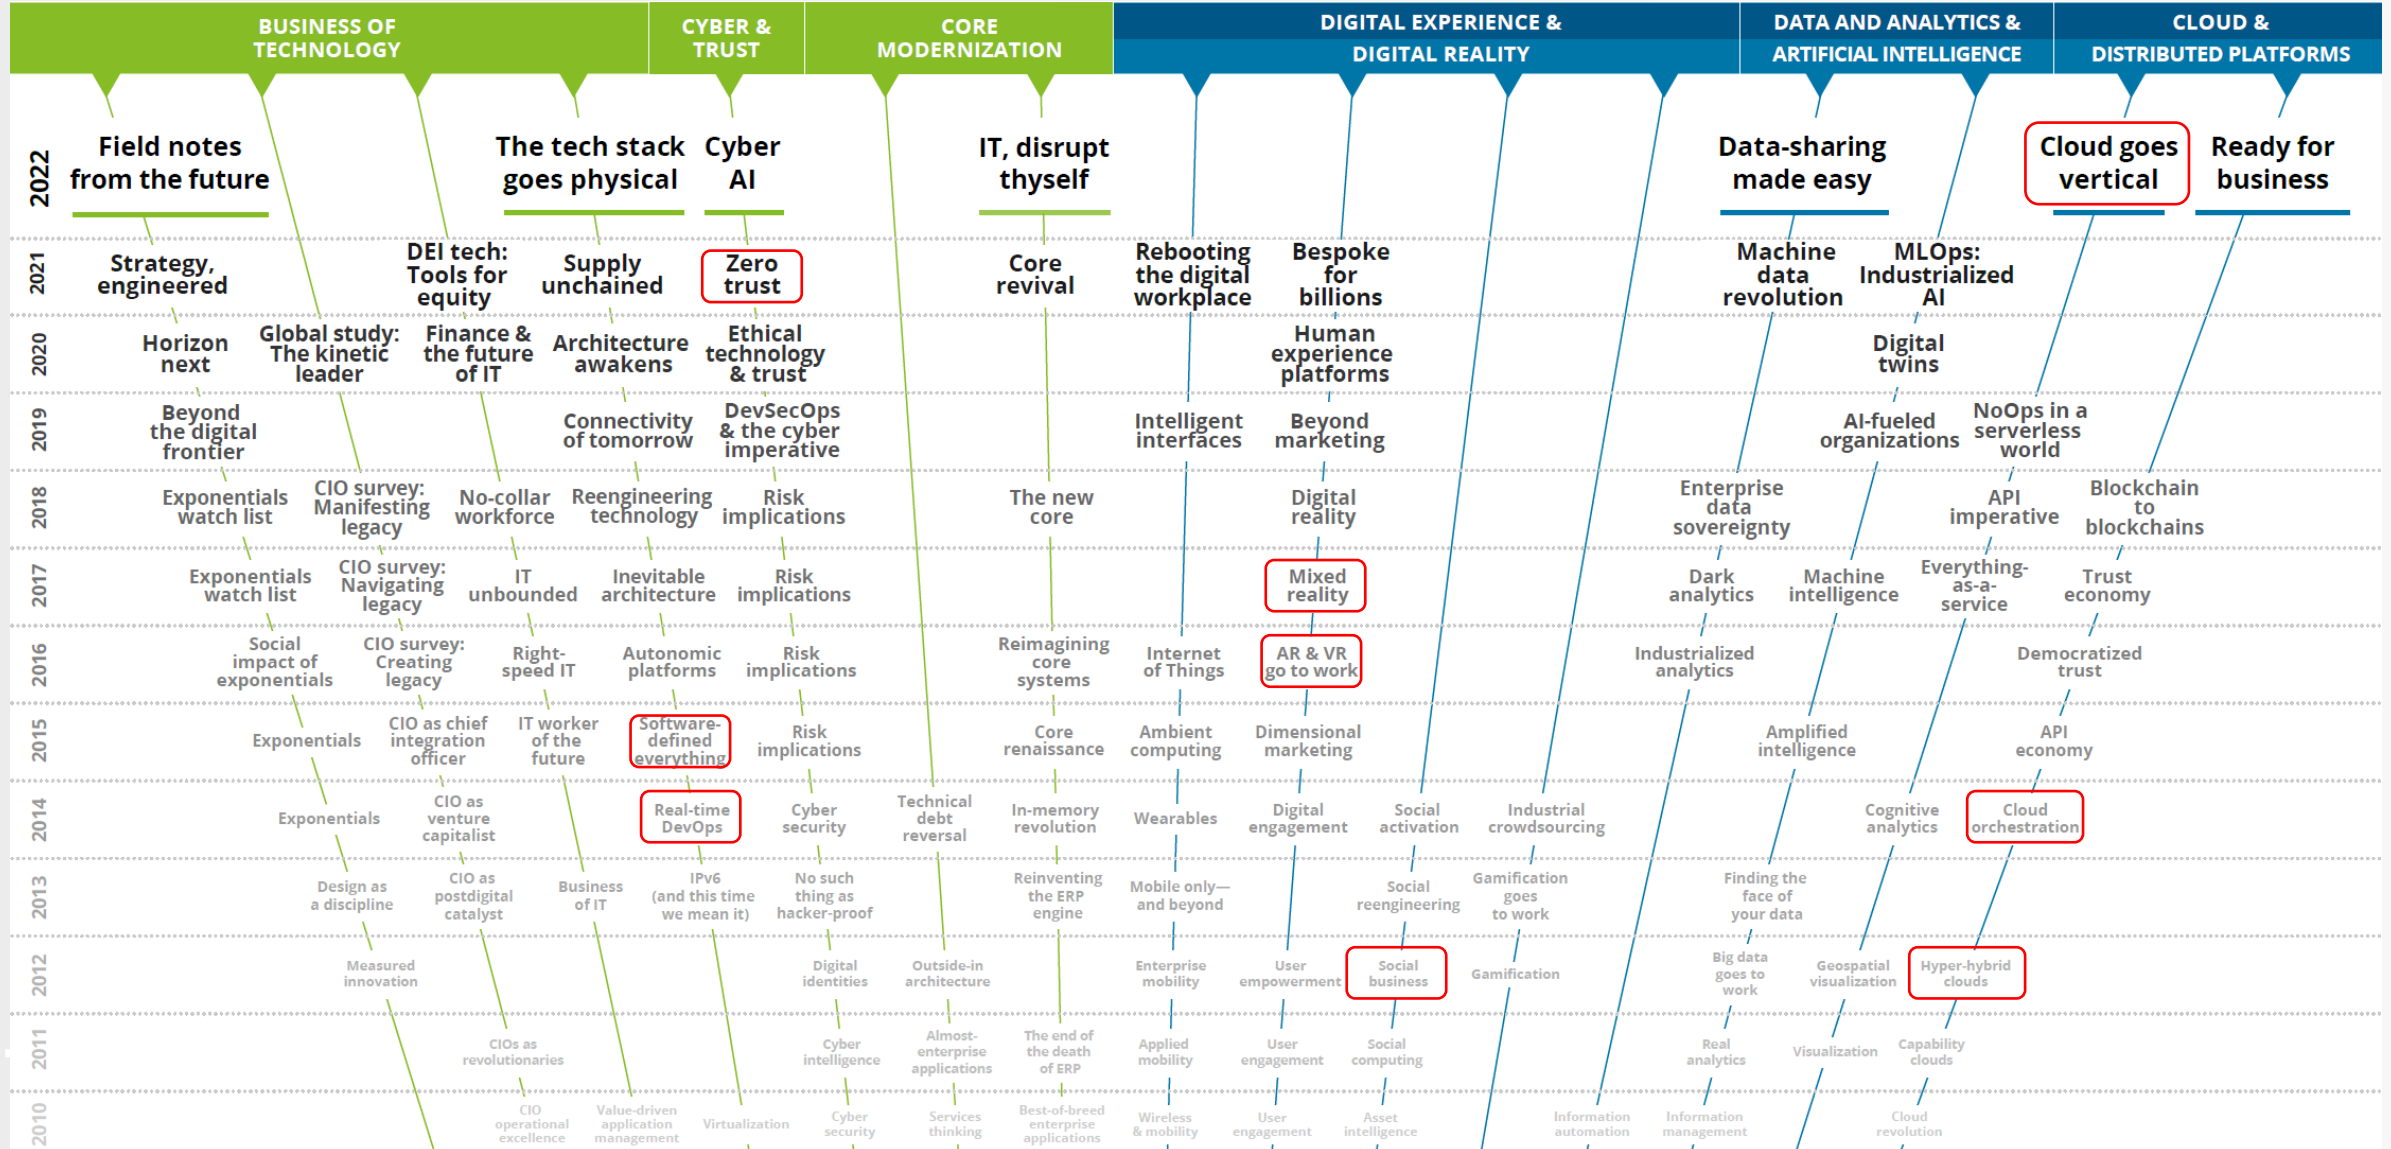 BUSINESS OF
TECHNOLOGY
CYBER &
TRUST
CORE
MODERNIZATION
DIGITAL EXPERIENCE &
DIGITAL REALITY
DATA AND ANALYTICS &
ARTIFICIAL INTELLIGENCE
CLOUD &
DISTRIBUTED PLATFORMS
2022
Field notes
from the future
The tech stack
goes physical
Cyber
AI
IT, disrupt
thyself
Data-sharing
made easy
Cloud goes
vertical
Ready for
business
2021
Strategy,
engineered
DEI tech:
Tools for
equity
Supply
unchained
Zero
trust
Core
revival
Rebooting
the digital
workplace
Bespoke
for
billions
Machine
data
revolution
MLOps:
Industrialized
AI
2020
Horizon
next
Global study:
The kinetic
leader
Finance &
the future
of IT
Architecture
awakens
Ethical
technology
& trust
Human
experience
platforms
Digital
twins
2019
Beyond
the digital
frontier
Connectivity
of tomorrow
DevSecOps
& the cyber
imperative
Intelligent
interfaces
Beyond
marketing
AI-fueled
organizations
NoOps in a
serverless
world
2018
Exponentials
watch list
CIO survey:
Manifesting
legacy
No-collar
workforce
Reengineering
technology
Risk
implications
The new
core
Digital
reality
Enterprise
data
sovereignty
API
imperative
Blockchain
to
blockchains
2017
Exponentials
watch list
CIO survey:
Navigating
legacy
IT
unbounded
Inevitable
architecture
Risk
implications
Mixed
reality
Dark
analytics
Machine
intelligence
Everything-
as-a-
service
Trust
economy
2016
Social
impact of
exponentials
CIO survey:
Creating
legacy
Right-
speed IT
Autonomic
platforms
Risk
implications
Reimagining
core
systems
Internet
of Things
AR & VR
go to work
Industrialized
analytics
Democratized
trust
2015
Exponentials
CIO as chief
integration
officer
IT worker
of the
future
Software-
defined
everything
Risk
implications
Core
renaissance
Ambient
computing
Dimensional
marketing
Amplified
intelligence
API
economy
2014
Exponentials
CIO as
venture
capitalist
Real-time
DevOps
Cyber
security
Technical
debt
reversal
In-memory
revolution
Wearables
Digital
engagement
Social
activation
Industrial
crowdsourcing
Cognitive
analytics
Cloud
orchestration
2013
Design as
a discipline
CIO as
postdigital
catalyst
Business
of IT
IPv6
(and this time
we mean it)
No such
thing as
hacker-proof
Reinventing
the ERP
engine
Mobile only—
and beyond
Social
reengineering
Gamification
goes
to work
Finding the
face of
your data
2012
Measured
innovation
Digital
identities
Outside-in
architecture
Enterprise
mobility
User
empowerment
Social
business
Gamification
Big data
goes to
work
Geospatial
visualization
Hyper-hybrid
clouds
2011
CIOs as
revolutionaries
Cyber
intelligence
Almost-
enterprise
applications
The end of
the death
of ERP
Applied
mobility
User
engagement
Social
computing
Real
analytics
Visualization
Capability
clouds
2010
CIO
operational
excellence
Value-driven
application
management
Virtualization
Cyber
security
Services
thinking
Best-of-breed
enterprise
applications
Wireless
& mobility
User
engagement
Asset
intelligence
Information
automation
Information
management
Cloud
revolution